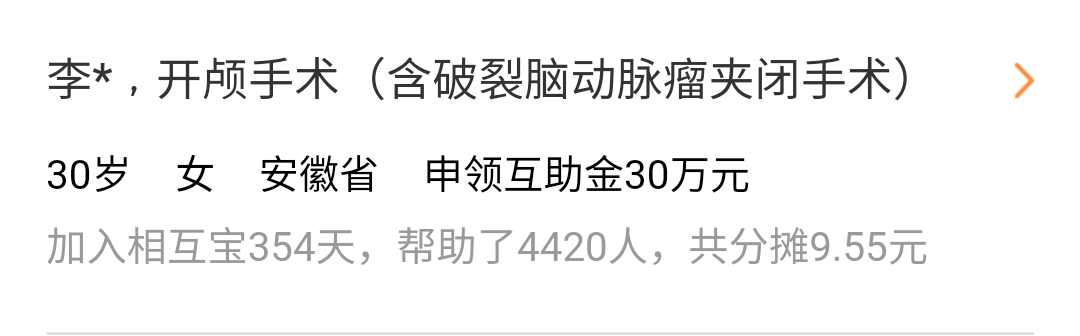 李*，开颅手术（含破裂脑动脉瘤夹闭手术）
30岁 女 安徽省 申领互助金30万元
加入相互宝354天，帮助了4420人，共分摊9.55元